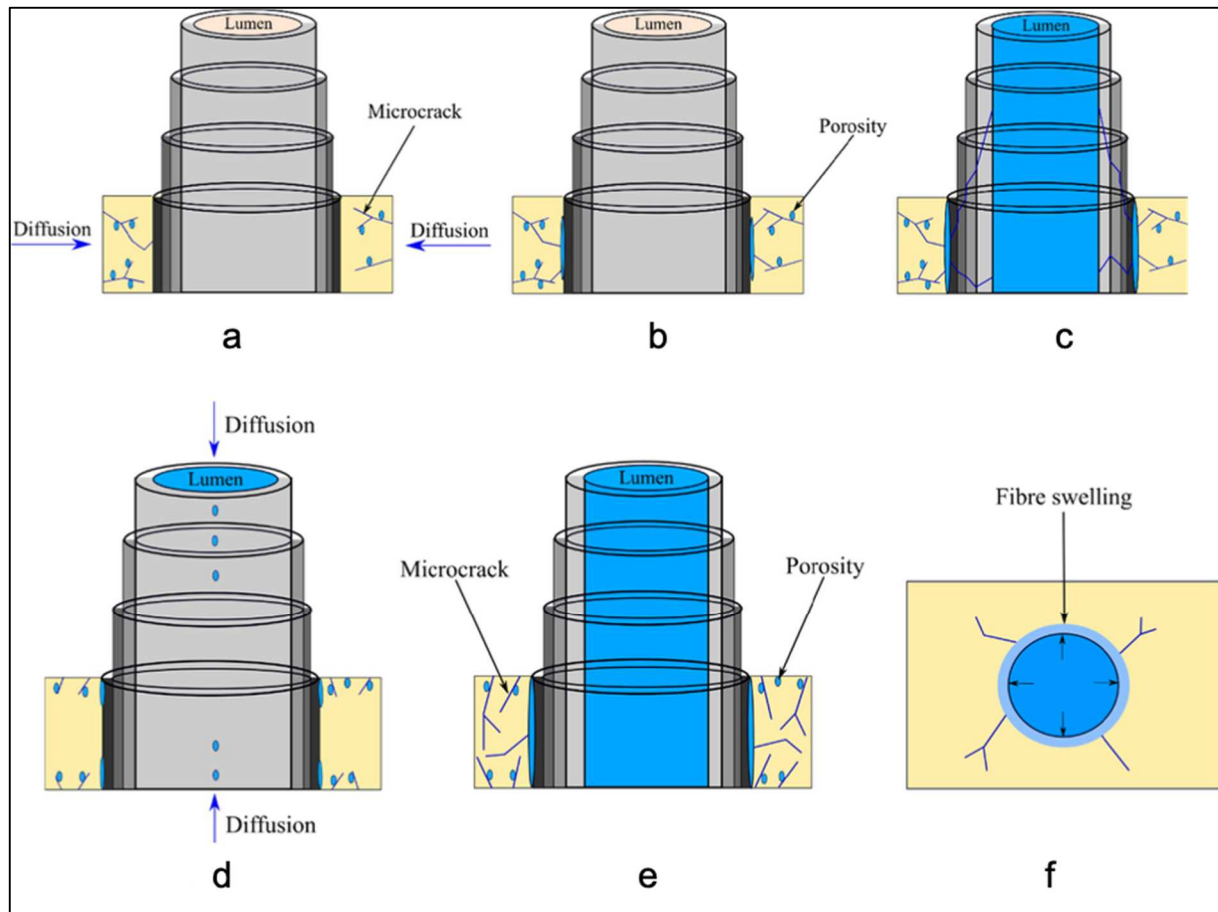 Lumen
Microcrack
Diffusion
Diffusion
a
Lumen
Porosity
b
Lumen
c
Diffusion
Lumen
Diffusion
d
Lumen
Microcrack
Porosity
e
Fibre swelling
f